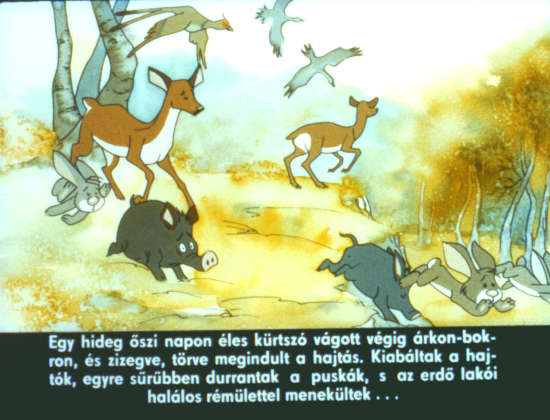 Egy hideg őszi napon éles kürtszó vágott végig árkon-bok-
ron, és zizegve, törve megindult a hajtás. Kiabáltak a haj-
tók, egyre sűrűbben durrantak a puskák, s az erdő lakói
halálos rémülettel menekültek . . .